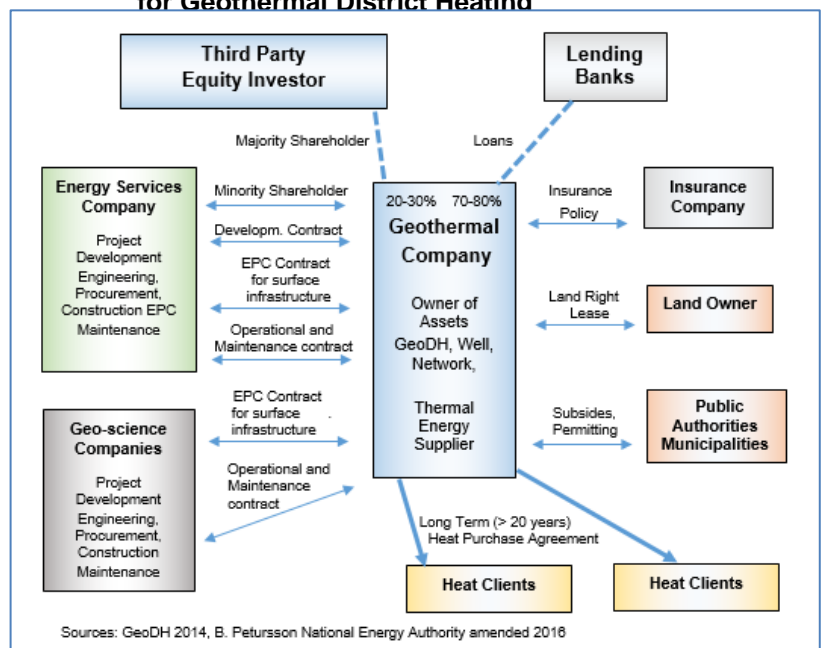 for Geothermal District Heating
Third Party
Equity Investor
Lending
Banks
Majority Shareholder
Loans
Energy Services
Company
Project
Development
Engineering,
Procurement,
Construction EPC
Maintenance
Minority Shareholder
Developm. Contract
EPC Contract
for surface
infrastructure
Operational and
Maintenance contract
20-30% 70-80%
Geothermal
Company
Owner of
Assets
GeoDH, Well,
Network,
Thermal
Energy
Supplier
Insurance
Policy
Insurance
Company
Land Right
Lease
Land Owner
Subsides,
Permitting
Public
Authorities
Municipalities
Geo-science
Companies
Project
Development
Engineering,
Procurement,
Construction
Maintenance
EPC Contract
for surface .
infrastructure
Operational and
Maintenance
contract
Long Term (> 20 years)
Heat Purchase Agreement
Heat Clients
Heat Clients
Sources: GeoDH 2014, B. Petursson National Energy Authority amended 2016